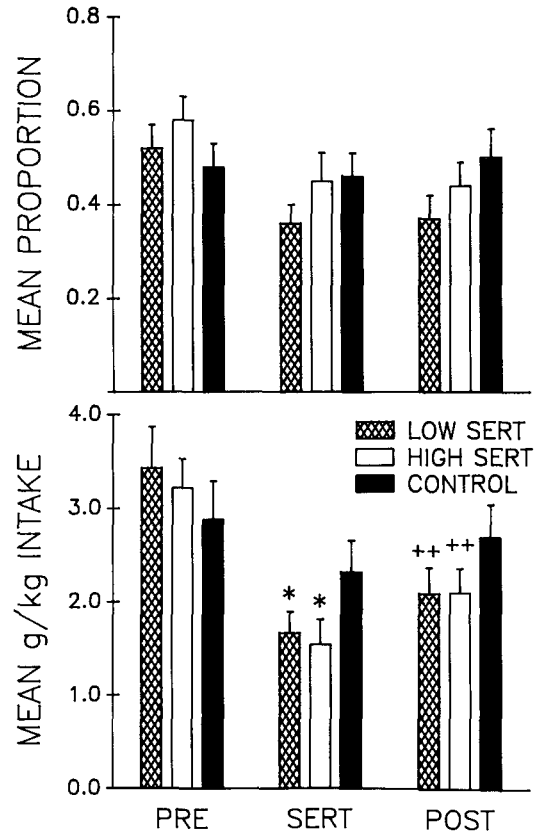 0.8
0.6
0.4
0.2
MEAN PROPORTION
4.0
3.0
2.0
1.0
0.0
MEAN g/kg INTAKE
LOW SERT
HIGH SERT
CONTROL
* *
++ ++
PRE SERT POST